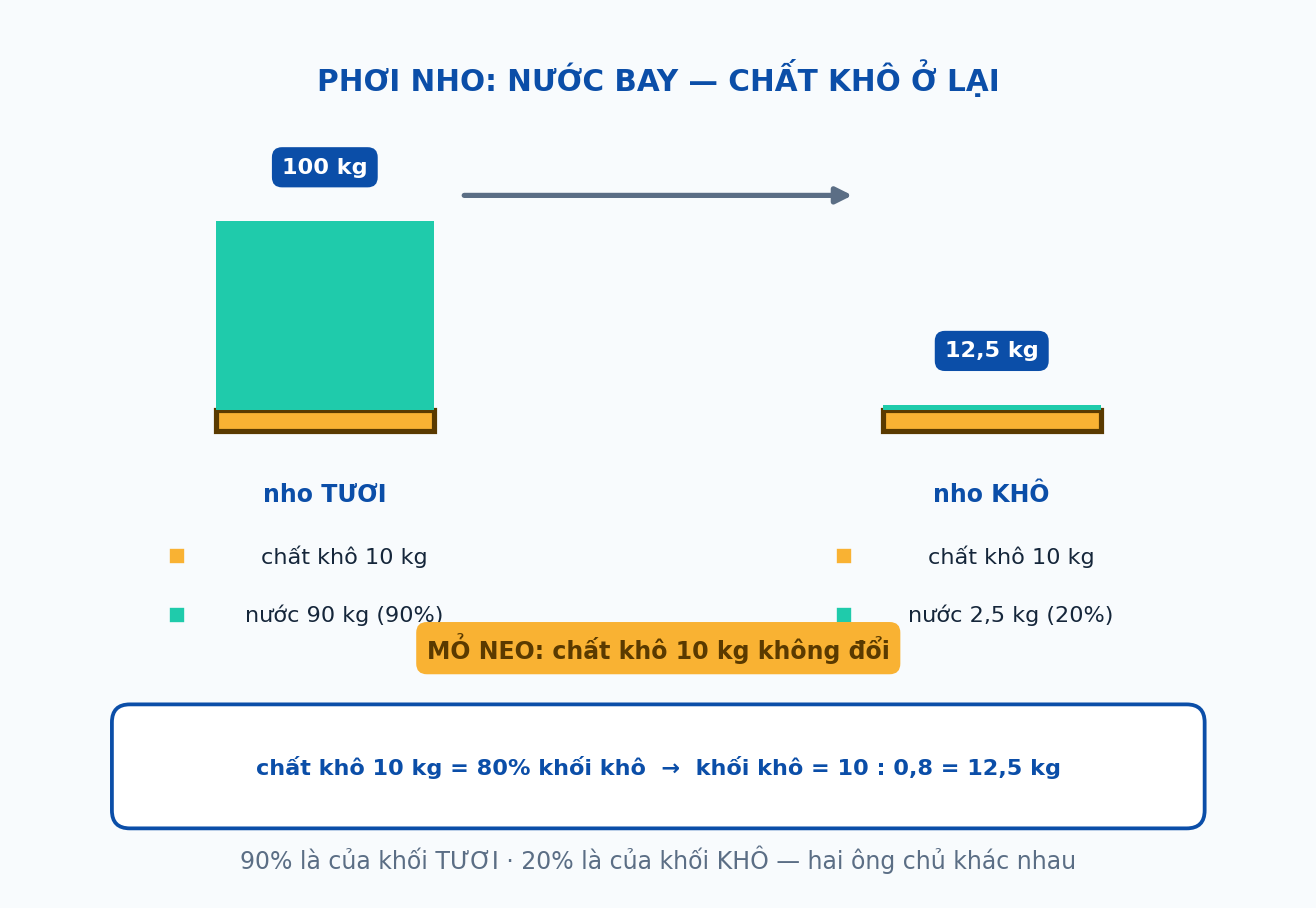 PHƠI NHO: NƯỚC BAY — CHẤT KHÔ Ở LẠI
100 kg
12,5 kg
nho TƯƠI
nho KHÔ
chất khô 10 kg
chất khô 10 kg
nước 90 kg (90%)
nước 2,5 kg (20%)
MỎ NEO: chất khô 10 kg không đổi
chất khô 10 kg = 80% khối khô → khối khô = 10 : 0,8 = 12,5 kg
90% là của khối TƯƠI · 20% là của khối KHÔ — hai ông chủ khác nhau